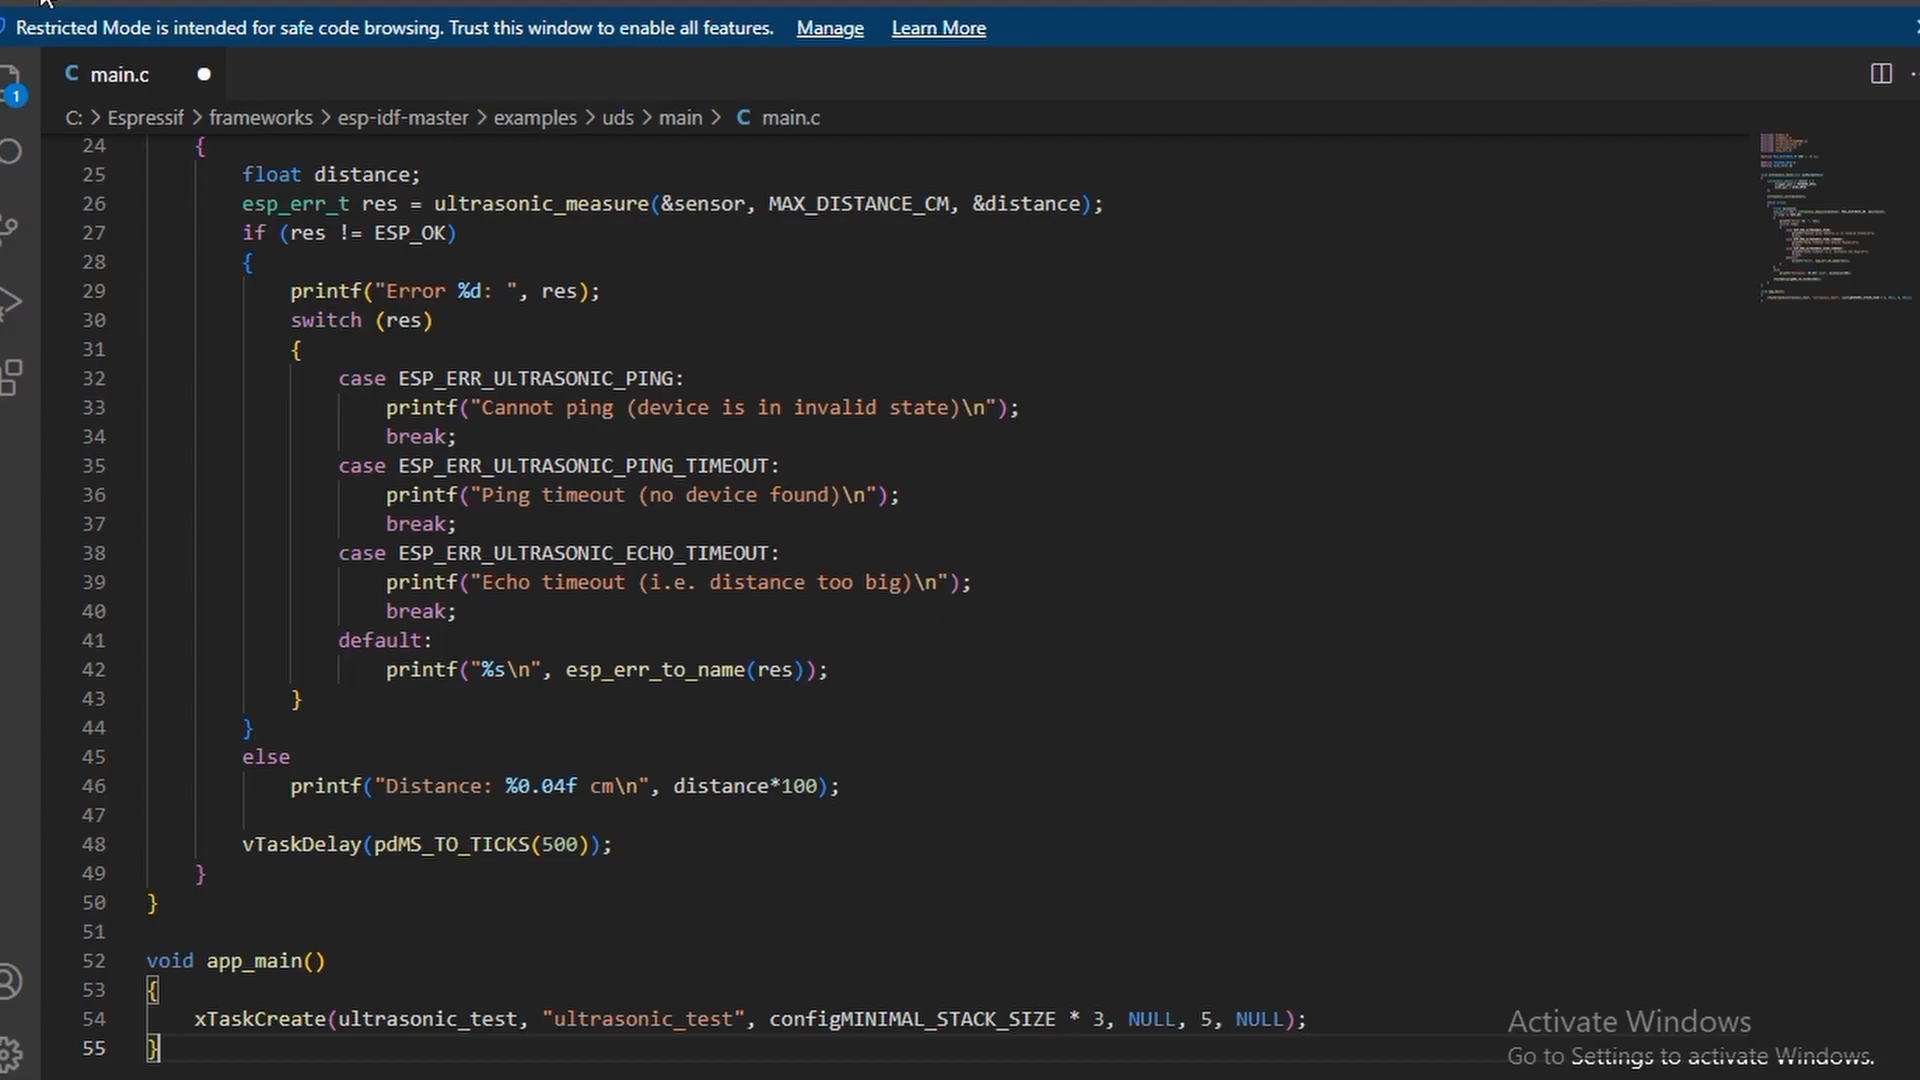 Restricted Mode is intended for safe code browsing. Trust this window to enable all features. Manage Learn More
1
C main.c
C: > Espressif > frameworks > esp-idf-master > examples > uds > main > C main.c
24 {
25 float distance;
26 esp_err_t res = ultrasonic_measure(&sensor, MAX_DISTANCE_CM, &distance);
27 if (res != ESP_OK)
28 {
29 printf("Error %d: ", res);
30 switch (res)
31 {
32 case ESP_ERR_ULTRASONIC_PING:
33 printf("Cannot ping (device is in invalid state)\n");
34 break;
35 case ESP_ERR_ULTRASONIC_PING_TIMEOUT:
36 printf("Ping timeout (no device found)\n");
37 break;
38 case ESP_ERR_ULTRASONIC_ECHO_TIMEOUT:
39 printf("Echo timeout (i.e. distance too big)\n");
40 break;
41 default:
42 printf("%s\n", esp_err_to_name(res));
43 }
44 }
45 else
46 printf("Distance: %0.04f cm\n", distance*100);
47
48 vTaskDelay(pdMS_TO_TICKS(500));
49 }
50 }
51
52 void app_main()
53 {
54 xTaskCreate(ultrasonic_test, "ultrasonic_test", configMINIMAL_STACK_SIZE * 3, NULL, 5, NULL);
55 }
Activate Windows
Go to Settings to activate Windows.